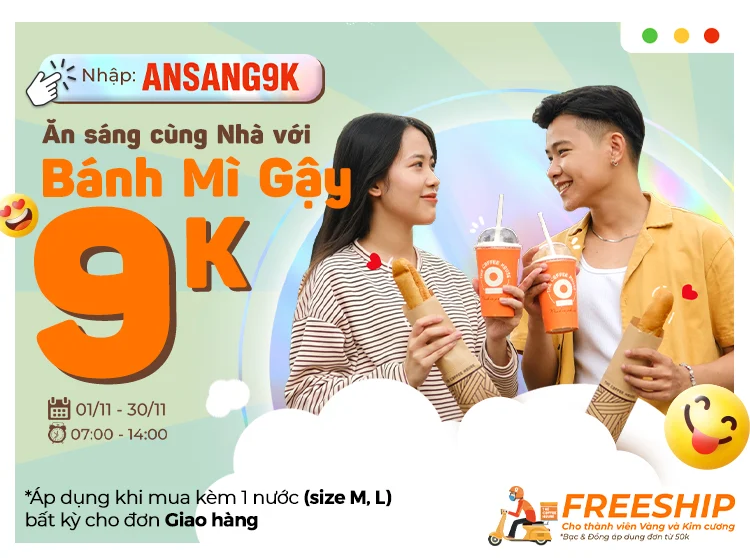 Nhập: ANSANG9K
Ăn sáng cùng Nhà với
Bánh Mì Gậy
9K
01/11 - 30/11
07:00 - 14:00
*Áp dụng khi mua kèm 1 nước (size M, L)
bất kỳ cho đơn Giao hàng
FREESHIP
Cho thành viên Vàng và Kim cương
*Bạc & Đồng áp dụng đơn từ 50k